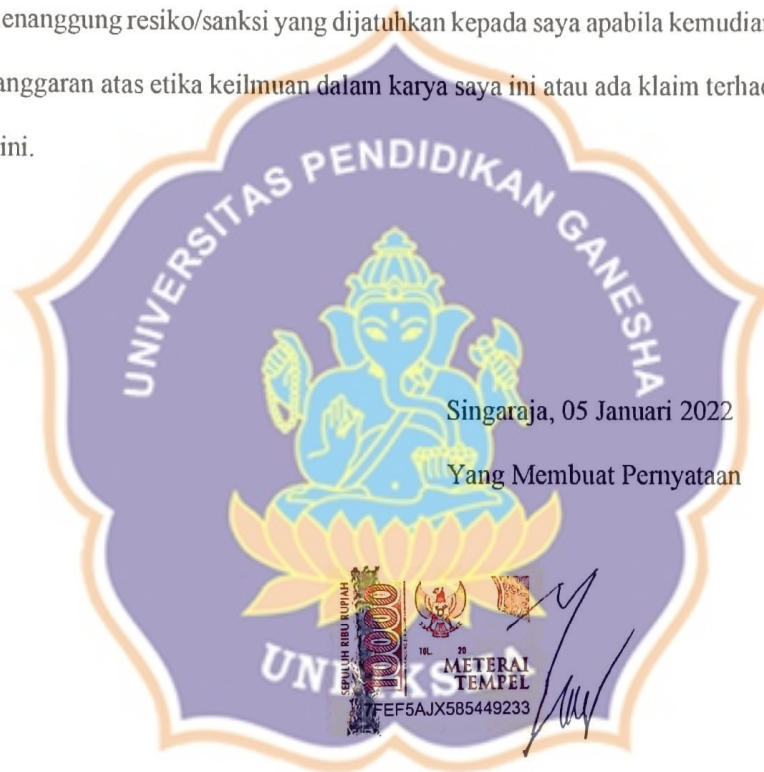 enanggung resiko/sanksi yang dijatuhkan kepada saya apabila kemudian
anggaran atas etika keilmuan dalam karya saya ini atau ada klaim
ini.
UNIVERSITAS PENDIDIKAN GANESHA
Singaraja, 05 Januari 2022
Yang Membuat Pernyataan
SEPULUH RIBU RUPIAH
10000
20
METERAI
TEMPEL
7FEF5AJX585449233